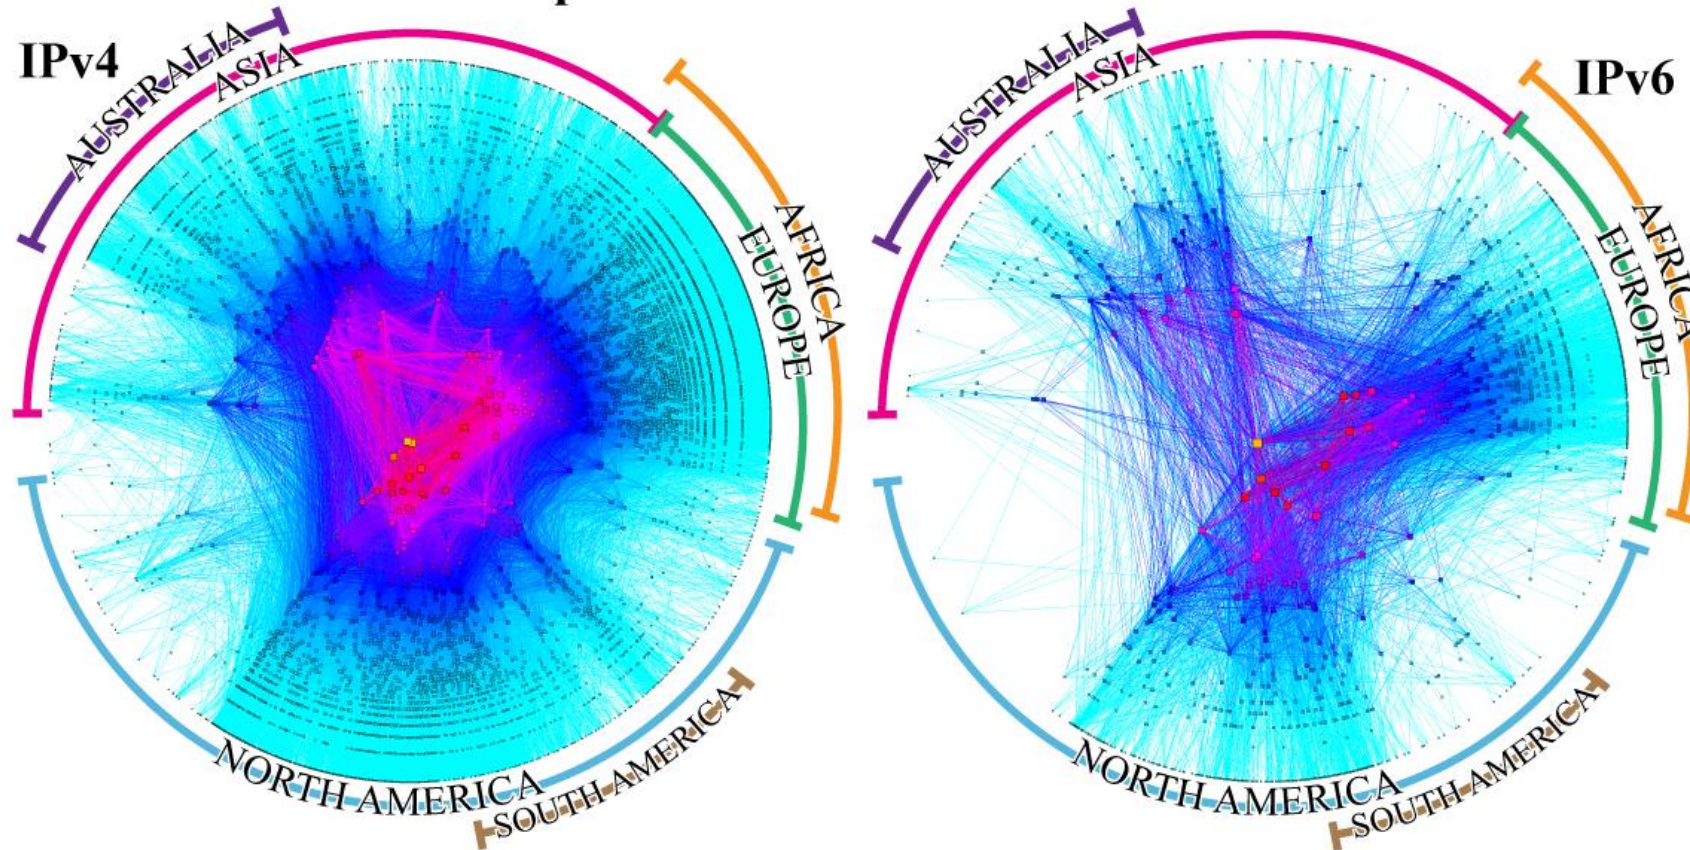 IPv4
AUSTRALIA
ASIA
AFRICA
EUROPE
NORTH AMERICA
SOUTH AMERICA
IPv6
AUSTRALIA
ASIA
AFRICA
EUROPE
NORTH AMERICA
SOUTH AMERICA